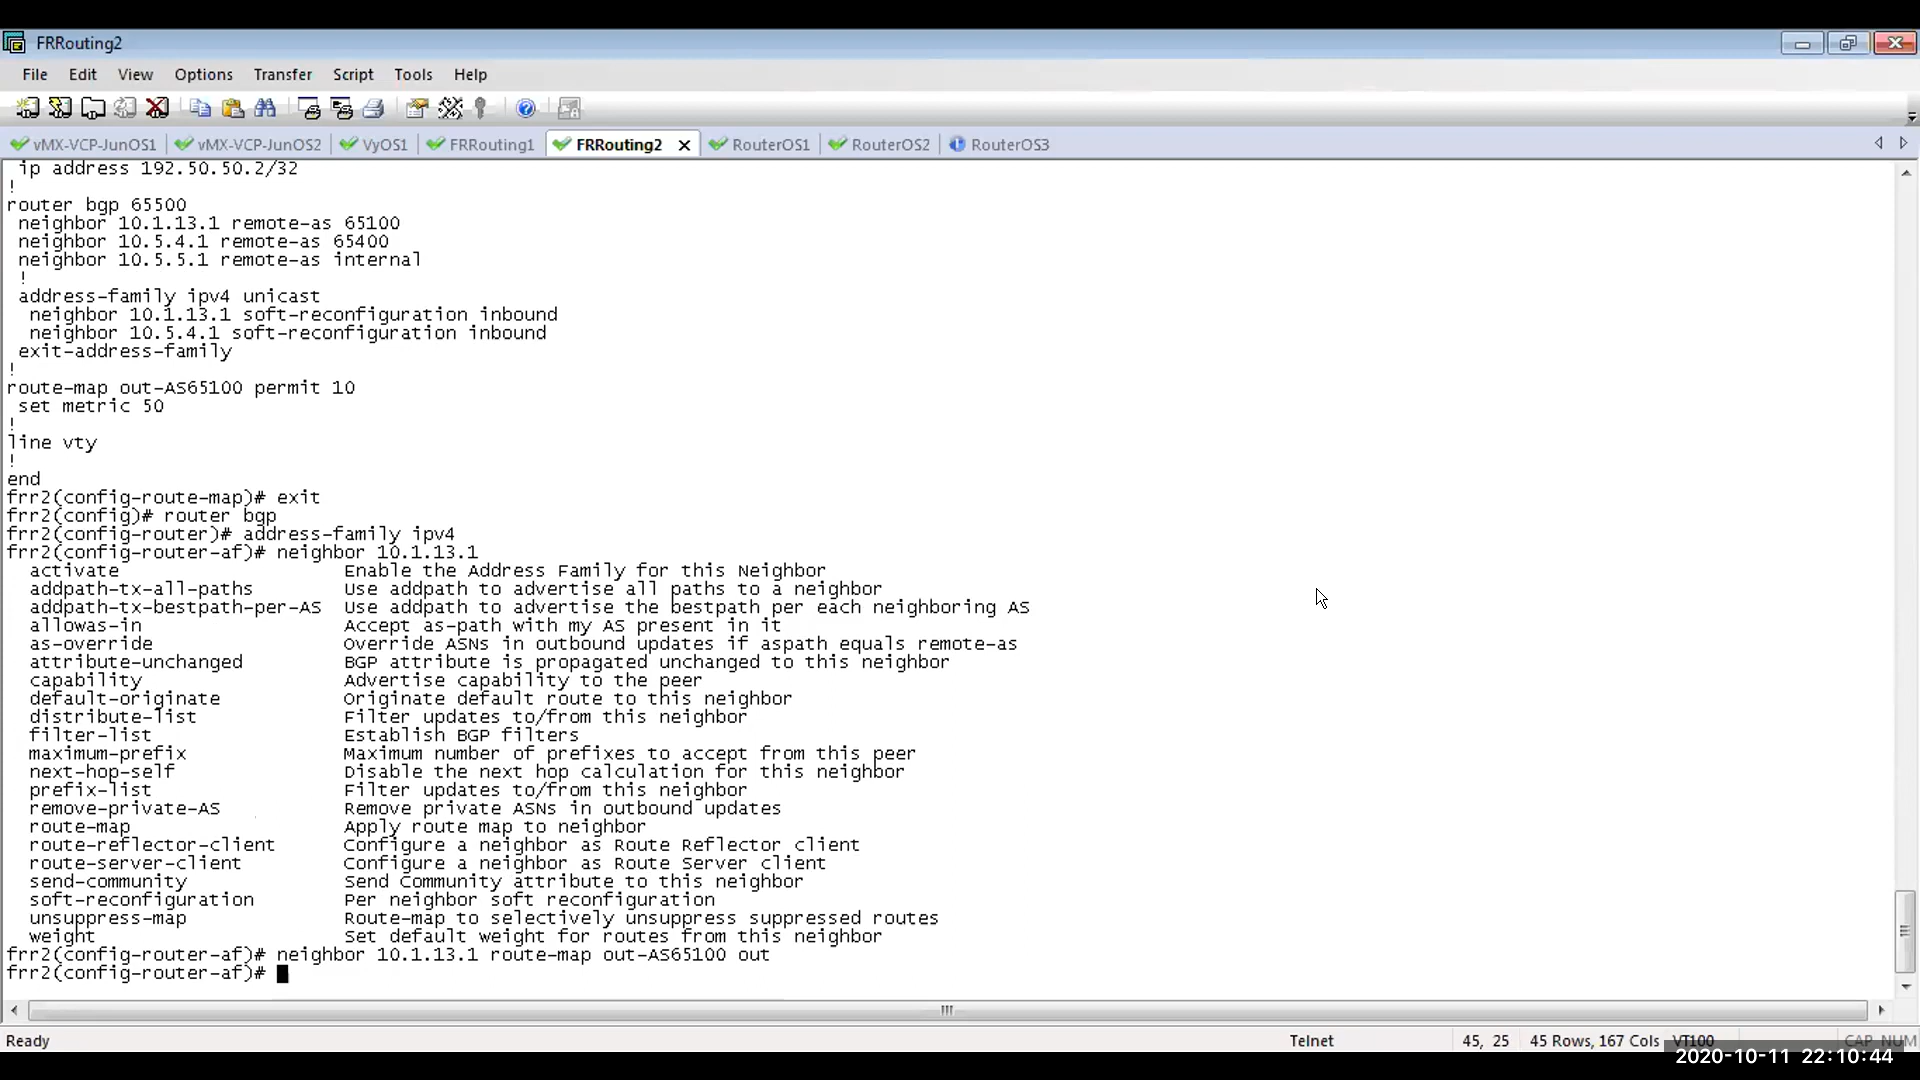 FRRouting2
File Edit View Options Transfer Script Tools Help
vMX-VCP-JunOS1 vMX-VCP-JunOS2 VyOS1 FRRouting1 FRRouting2 RouterOS1 RouterOS2 RouterOS3
ip address 192.50.50.2/32
!
router bgp 65500
neighbor 10.1.13.1 remote-as 65100
neighbor 10.5.4.1 remote-as 65400
neighbor 10.5.5.1 remote-as internal
!
address-family ipv4 unicast
neighbor 10.1.13.1 soft-reconfiguration inbound
neighbor 10.5.4.1 soft-reconfiguration inbound
exit-address-family
!
route-map out-AS65100 permit 10
set metric 50
!
line vty
!
end
frr2(config-route-map)# exit
frr2(config)# router bgp
frr2(config-router)# address-family ipv4
frr2(config-router-af)# neighbor 10.1.13.1
activate Enable the Address Family for this Neighbor
addpath-tx-all-paths Use addpath to advertise all paths to a neighbor
addpath-tx-bestpath-per-AS Use addpath to advertise the bestpath per each neighboring AS
allowas-in Accept as-path with my AS present in it
as-override Override ASNs in outbound updates if aspath equals remote-as
attribute-unchanged BGP attribute is propagated unchanged to this neighbor
capability Advertise capability to the peer
default-originate Originate default route to this neighbor
distribute-list Filter updates to/from this neighbor
filter-list Establish BGP filters
maximum-prefix Maximum number of prefixes to accept from this peer
next-hop-self Disable the next hop calculation for this neighbor
prefix-list Filter updates to/from this neighbor
remove-private-AS Remove private ASNs in outbound updates
route-map Apply route map to neighbor
route-reflector-client Configure a neighbor as Route Reflector client
route-server-client Configure a neighbor as Route Server client
send-community Send Community attribute to this neighbor
soft-reconfiguration Per neighbor soft reconfiguration
unsuppress-map Route-map to selectively unsuppress suppressed routes
weight Set default weight for routes from this neighbor
frr2(config-router-af)# neighbor 10.1.13.1 route-map out-AS65100 out
frr2(config-router-af)#
Ready Telnet 45, 25 45 Rows, 167 Cols VT100 CAP NUM
2020-10-11 22:10:44